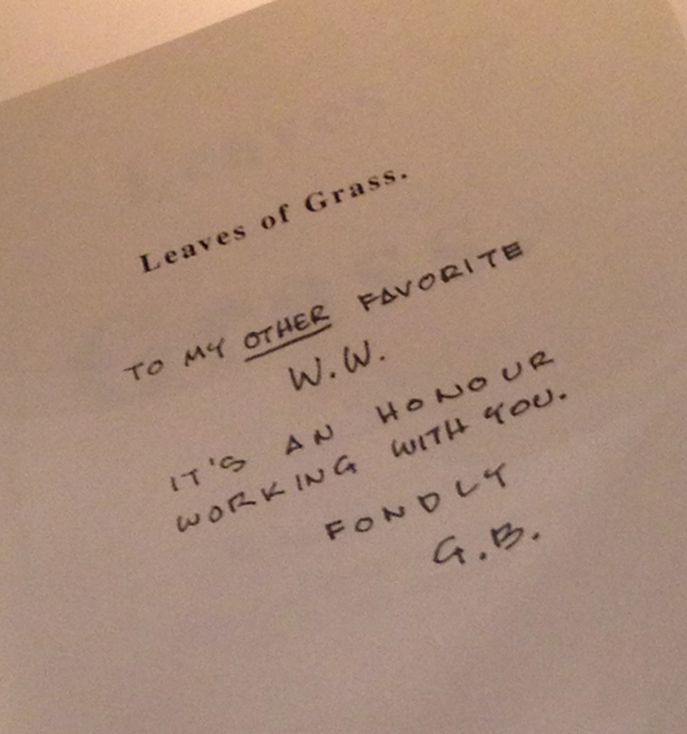 Leaves of Grass.
TO MY OTHER FAVORITE
W.W.
IT'S AN HONOUR
WORKING WITH YOU.
FONDLY
G.B.